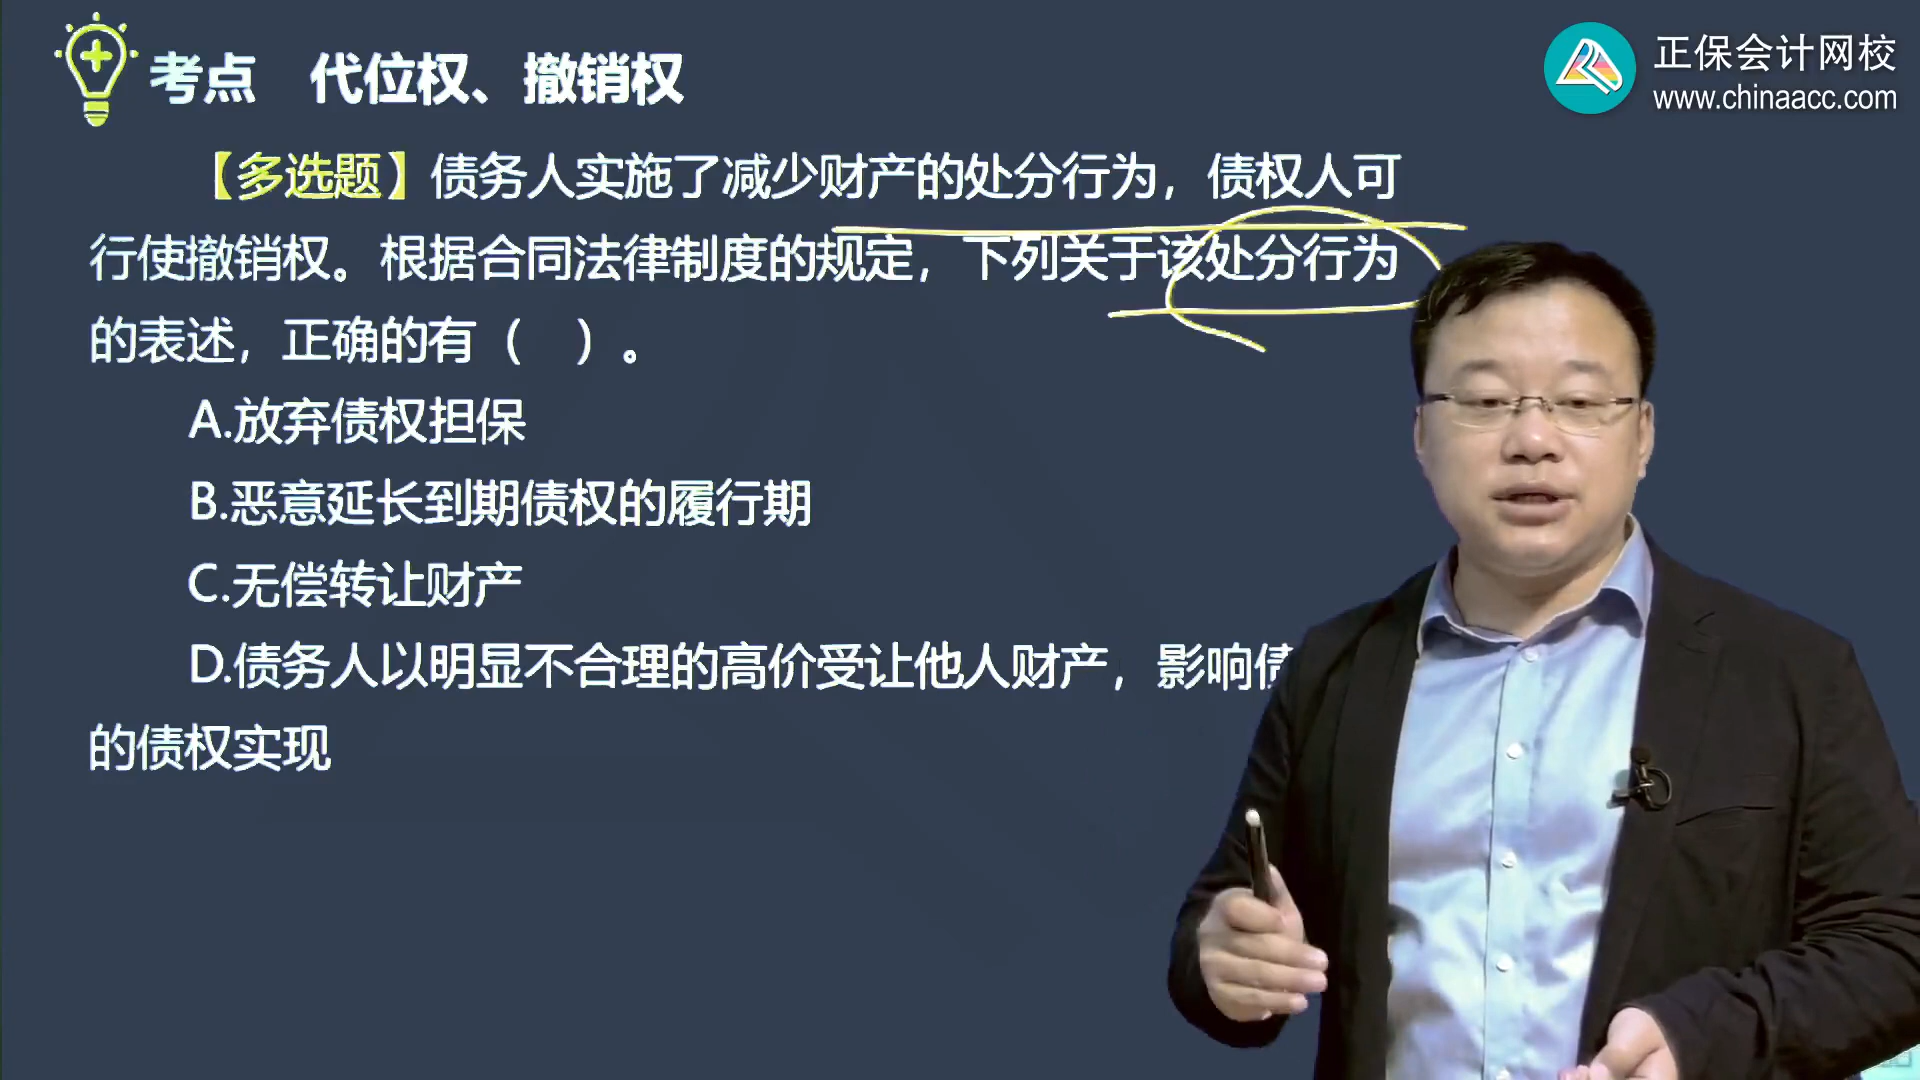 考点 代位权、撤销权
正保会计网校
www.chinaacc.com
【多选题】债务人实施了减少财产的处分行为，债权人可
行使撤销权。根据合同法律制度的规定，下列关于该处分行为
的表述，正确的有（ ）。
A.放弃债权担保
B.恶意延长到期债权的履行期
C.无偿转让财产
D.债务人以明显不合理的高价受让他人财产，影响债
的债权实现